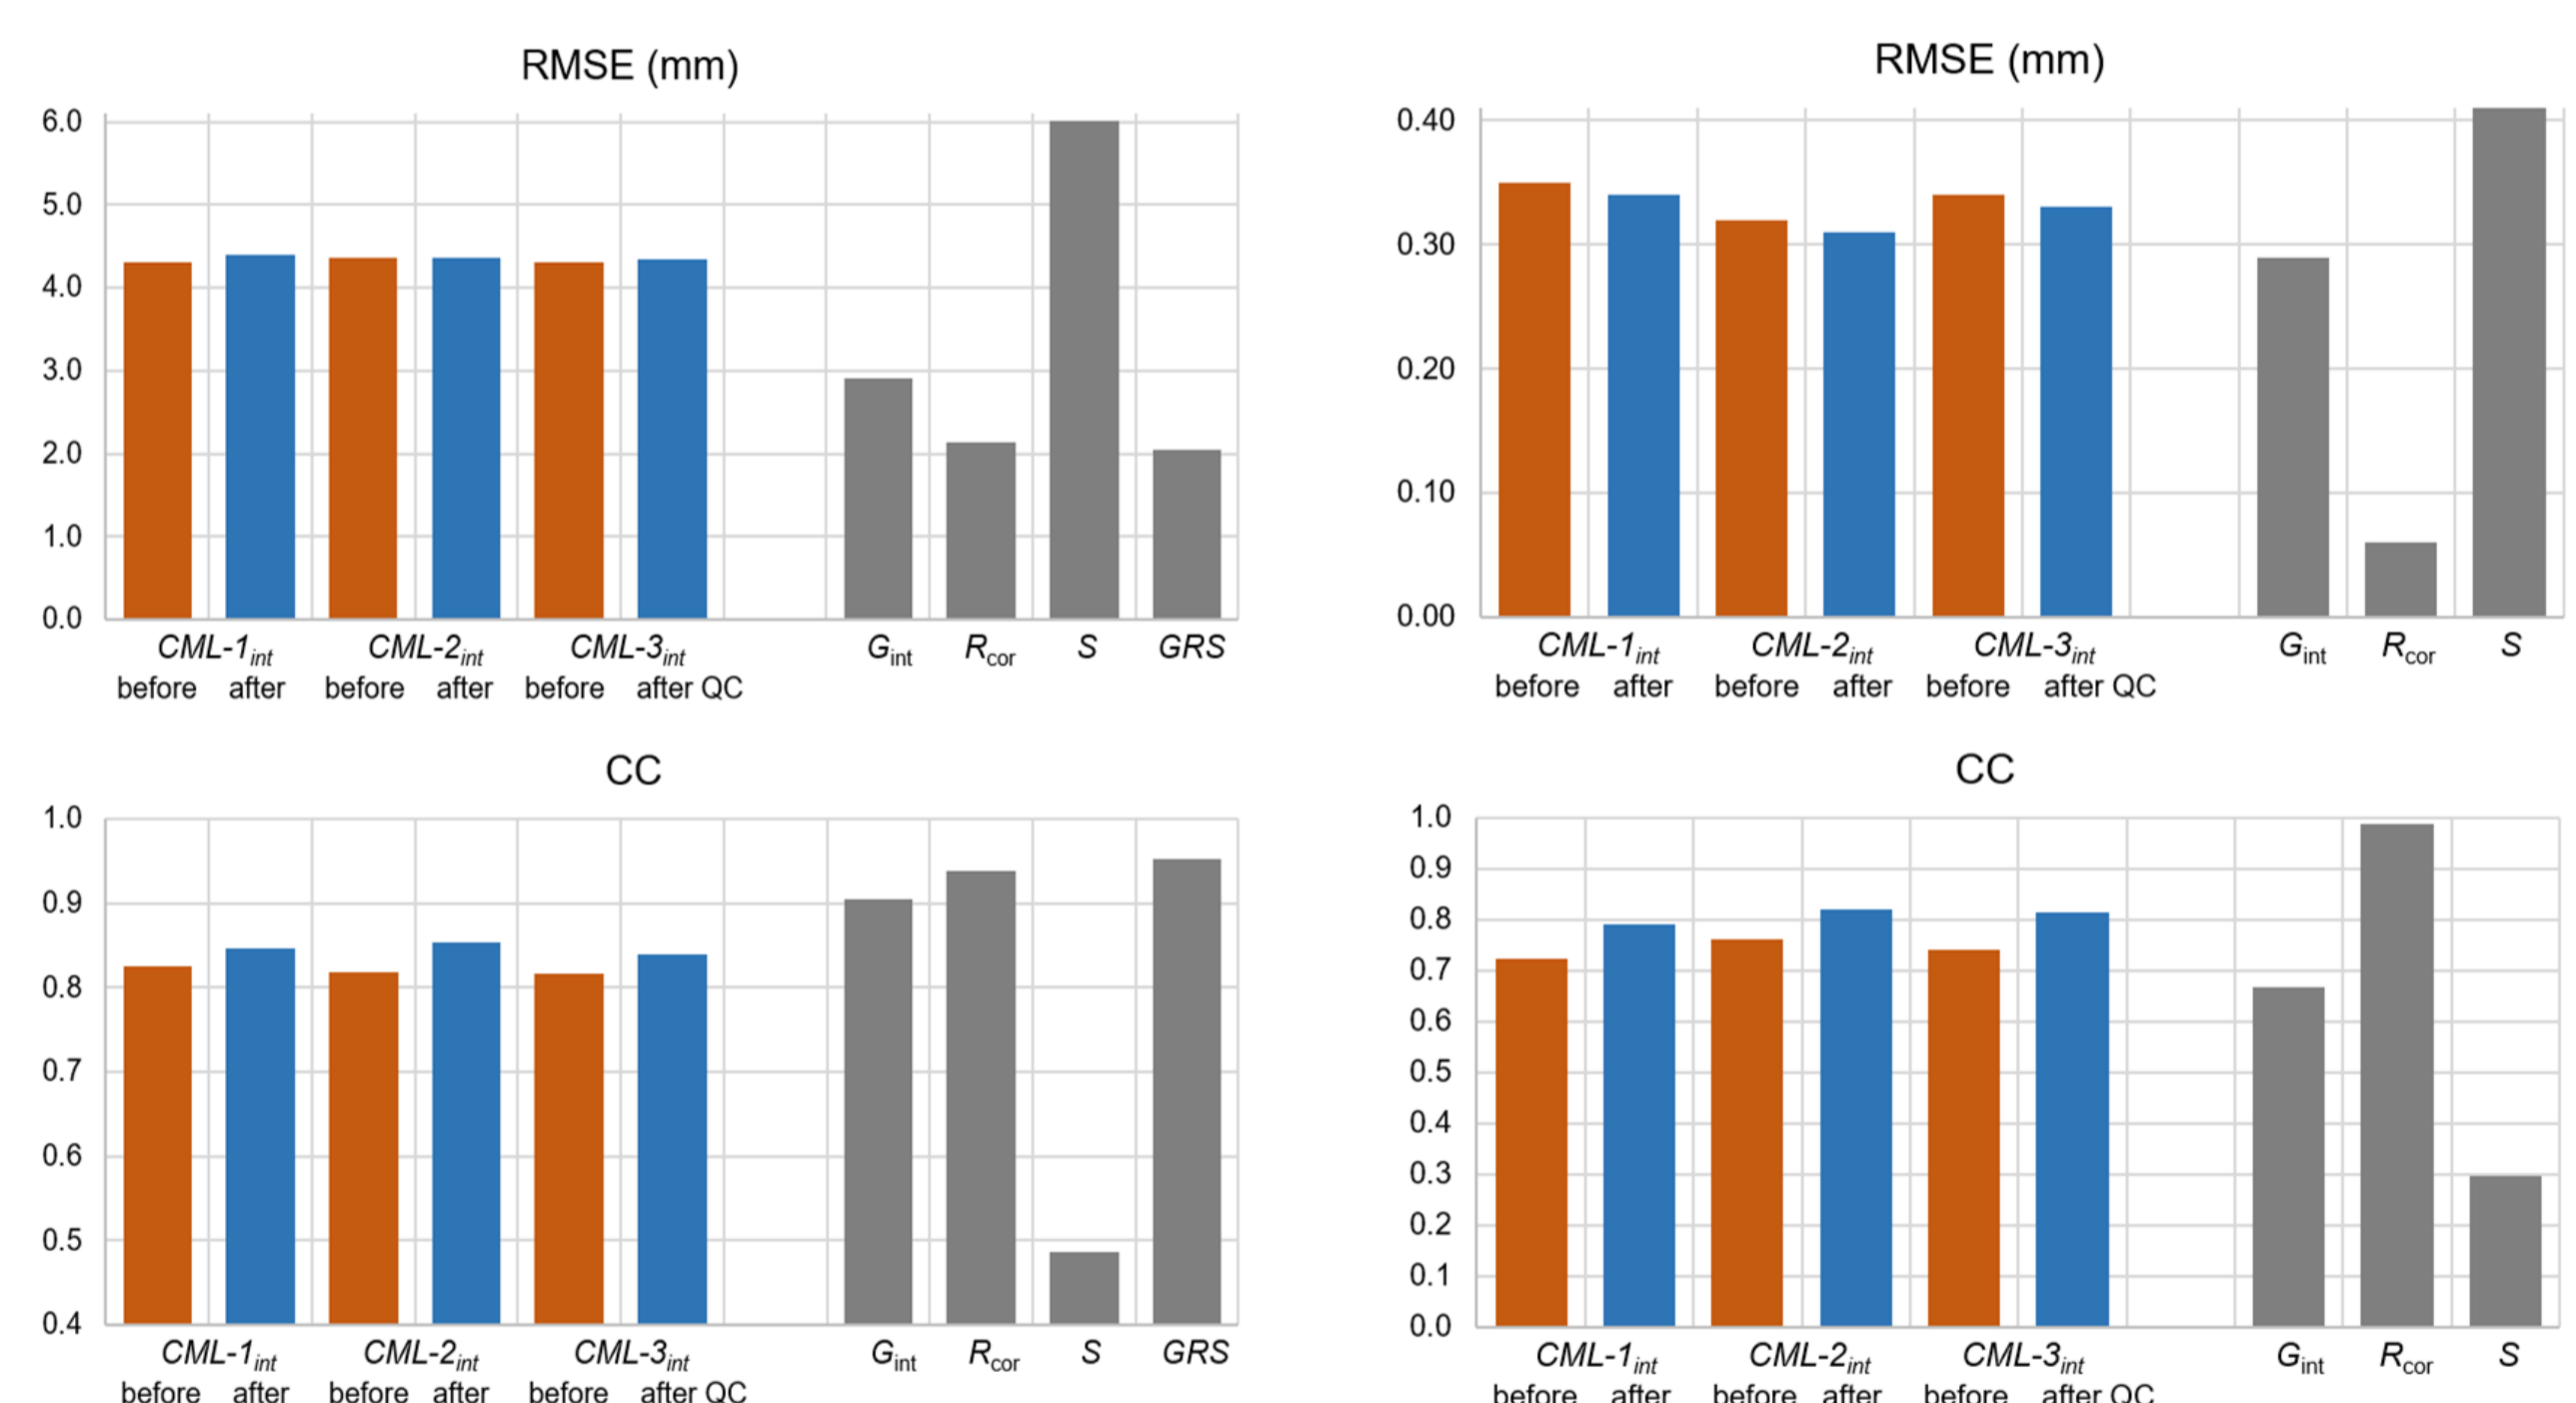 RMSE (mm)
6.0
5.0
4.0
3.0
2.0
1.0
0.0
CML-1int CML-2int CML-3int Gint Rcor S GRS
before after before after before after QC
RMSE (mm)
0.40
0.30
0.20
0.10
0.00
CML-1int CML-2int CML-3int Gint Rcor S
before after before after before after QC
CC
1.0
0.9
0.8
0.7
0.6
0.5
0.4
CML-1int CML-2int CML-3int Gint Rcor S GRS
before after before after before after QC
CC
1.0
0.9
0.8
0.7
0.6
0.5
0.4
0.3
0.2
0.1
0.0
CML-1int CML-2int CML-3int Gint Rcor S
before after before after before after QC